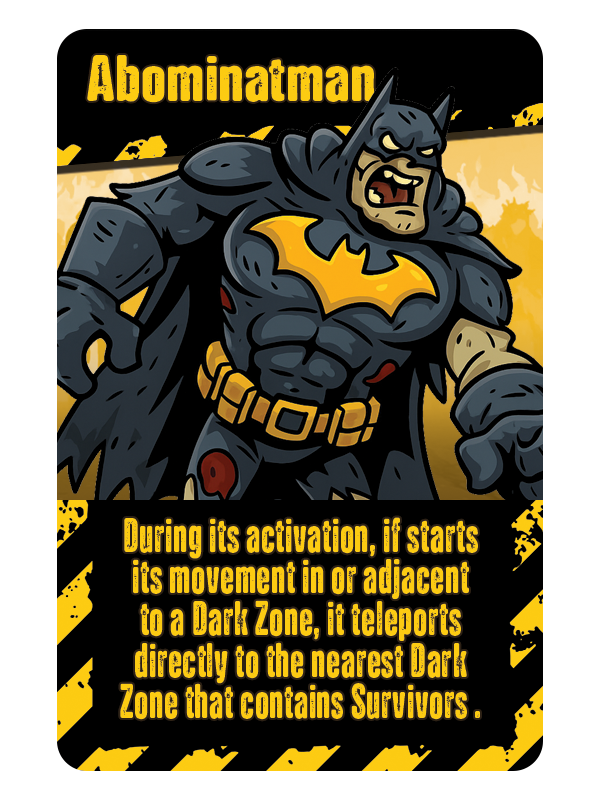 Abominatman
During its activation, if starts
its movement in or adjacent
to a Dark Zone, it teleports
directly to the nearest Dark
Zone that contains Survivors .